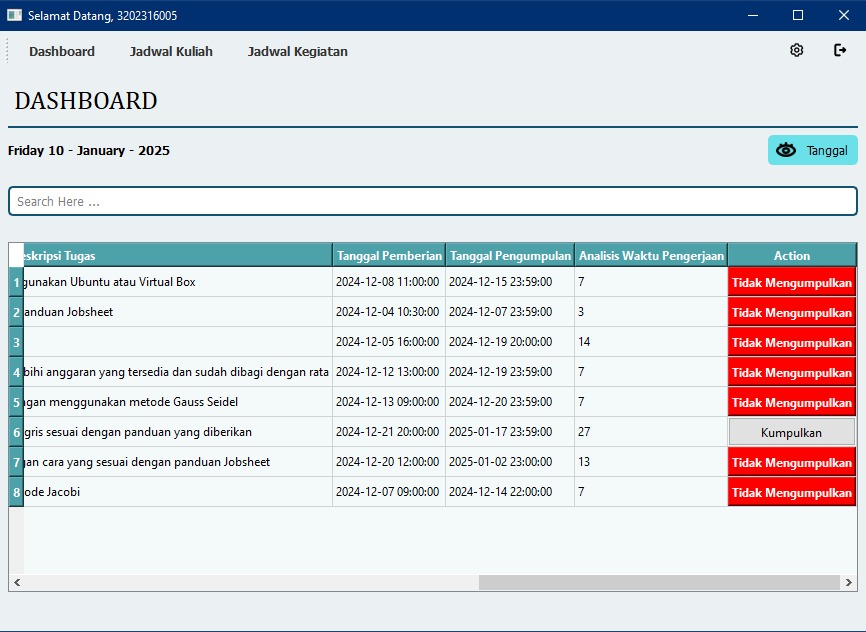 Selamat Datang, 3202316005
Dashboard Jadwal Kuliah Jadwal Kegiatan
DASHBOARD
Friday 10 - January - 2025 Tanggal
Search Here ...
eskripsi Tugas Tanggal Pemberian Tanggal Pengumpulan Analisis Waktu Pengerjaan Action
1 gunakan Ubuntu atau Virtual Box 2024-12-08 11:00:00 2024-12-15 23:59:00 7 Tidak Mengumpulkan
2 anduan Jobsheet 2024-12-04 10:30:00 2024-12-07 23:59:00 3 Tidak Mengumpulkan
3 2024-12-05 16:00:00 2024-12-19 20:00:00 14 Tidak Mengumpulkan
4 bihi anggaran yang tersedia dan sudah dibagi dengan rata 2024-12-12 13:00:00 2024-12-19 23:59:00 7 Tidak Mengumpulkan
5 ngan menggunakan metode Gauss Seidel 2024-12-13 09:00:00 2024-12-20 23:59:00 7 Tidak Mengumpulkan
6 gris sesuai dengan panduan yang diberikan 2024-12-21 20:00:00 2025-01-17 23:59:00 27 Kumpulkan
7 gan cara yang sesuai dengan panduan Jobsheet 2024-12-20 12:00:00 2025-01-02 23:00:00 13 Tidak Mengumpulkan
8 ode Jacobi 2024-12-07 09:00:00 2024-12-14 22:00:00 7 Tidak Mengumpulkan